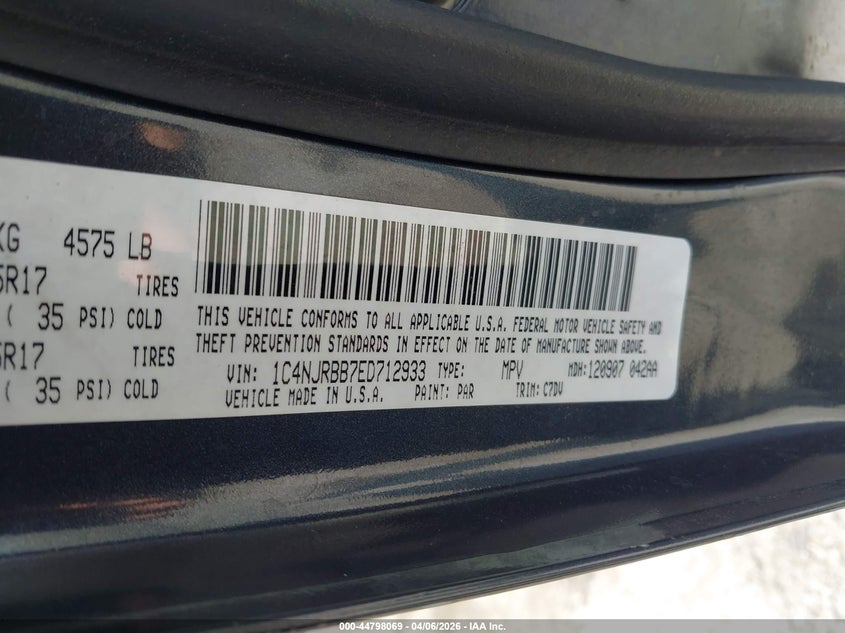 KG 4575 LB
5R17 TIRES
( 35 PSI) COLD
5R17 TIRES
( 35 PSI) COLD
THIS VEHICLE CONFORMS TO ALL APPLICABLE U.S.A. FEDERAL MOTOR VEHICLE SAFETY AND
THEFT PREVENTION STANDARDS IN EFFECT ON THE DATE OF MANUFACTURE SHOWN ABOVE.
VIN: 1C4NJRBB7ED712933 TYPE: MPV MDH: 120907 042AA
VEHICLE MADE IN U.S.A. PAINT: PAR TRIM: C7DV
000-44798069 - 04/06/2026 - IAA Inc.